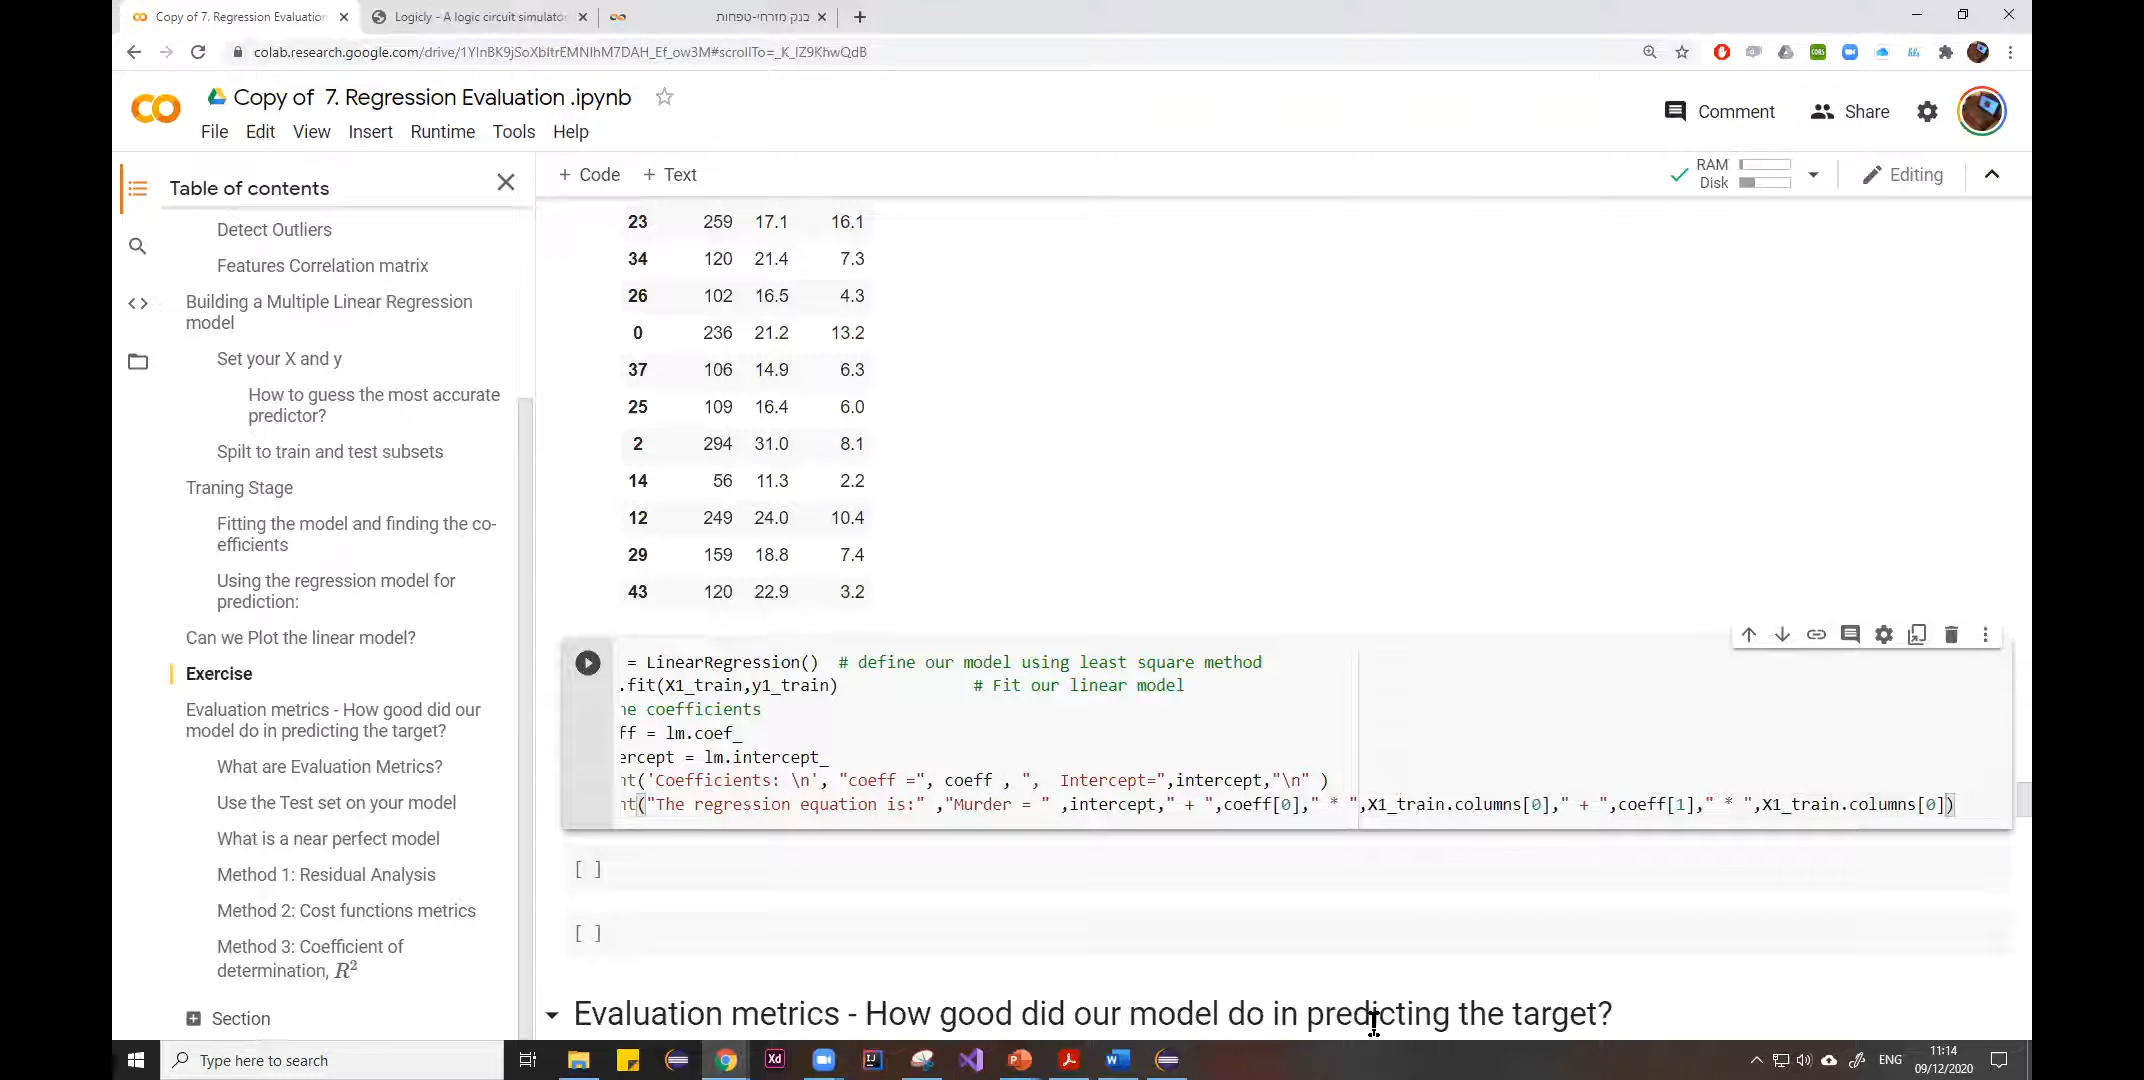 Copy of 7. Regression Evaluation
Logicly - A logic circuit simulato
בנק מזרחי-טפחות
colab.research.google.com/drive/1YInBK9jSoXbltrEMNIhM7DAH_Ef_ow3M#scrollTo=_K_IZ9KhwQdB
Copy of 7. Regression Evaluation .ipynb
Comment
Share
File Edit View Insert Runtime Tools Help
Table of contents
+ Code + Text
RAM
Disk
Editing
Detect Outliers
Features Correlation matrix
Building a Multiple Linear Regression
model
Set your X and y
How to guess the most accurate
predictor?
Spilt to train and test subsets
Traning Stage
Fitting the model and finding the co-
efficients
Using the regression model for
prediction:
Can we Plot the linear model?
Exercise
Evaluation metrics - How good did our
model do in predicting the target?
What are Evaluation Metrics?
Use the Test set on your model
What is a near perfect model
Method 1: Residual Analysis
Method 2: Cost functions metrics
Method 3: Coefficient of
determination, R²
Section
23 259 17.1 16.1
34 120 21.4 7.3
26 102 16.5 4.3
0 236 21.2 13.2
37 106 14.9 6.3
25 109 16.4 6.0
2 294 31.0 8.1
14 56 11.3 2.2
12 249 24.0 10.4
29 159 18.8 7.4
43 120 22.9 3.2
= LinearRegression() # define our model using least square method
.fit(X1_train,y1_train) # Fit our linear model
he coefficients
ff = lm.coef_
ercept = lm.intercept_
nt('Coefficients: \n', "coeff =", coeff , ", Intercept=",intercept,"\n" )
nt("The regression equation is:" ,"Murder = " ,intercept," + ",coeff[0]," * ",X1_train.columns[0]," + ",coeff[1]," * ",X1_train.columns[0])
[ ]
[ ]
Evaluation metrics - How good did our model do in predicting the target?
Type here to search
Xd
IJ
ENG
11:14
09/12/2020